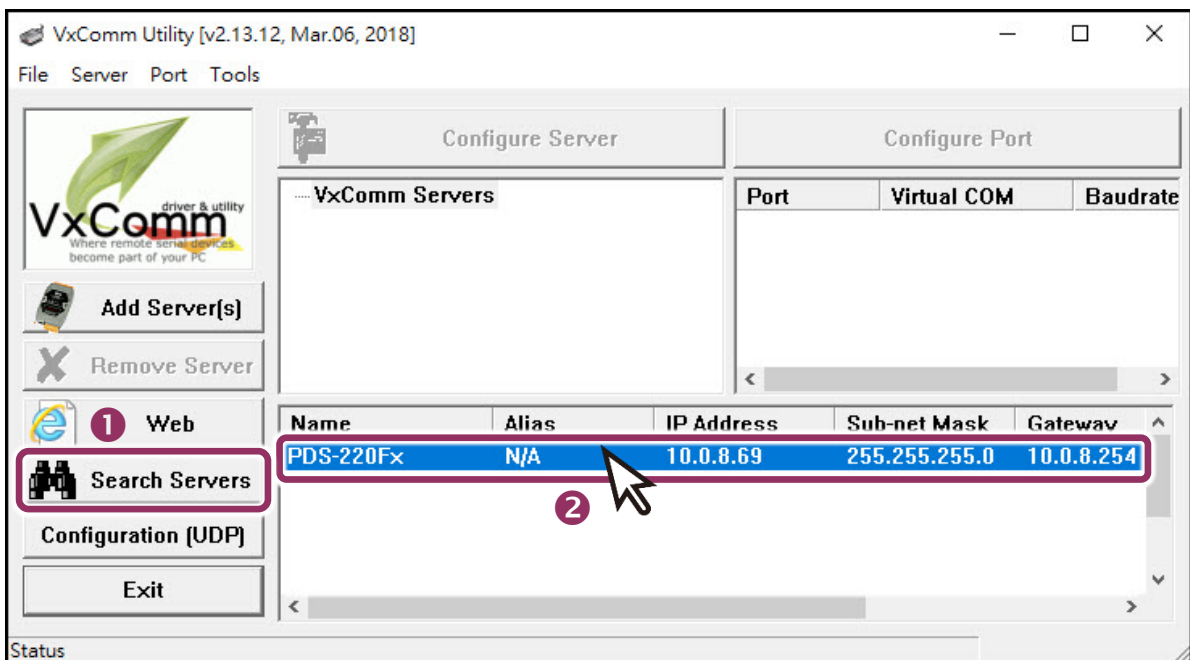 VxComm Utility [v2.13.12, Mar.06, 2018]
File Server Port Tools
VxComm
driver & utility
Where remote serial devices
become part of your PC
Configure Server
Configure Port
VxComm Servers
Port Virtual COM Baudrate
Add Server(s)
Remove Server
1 Web
Search Servers
Configuration (UDP)
Exit
Name Alias IP Address Sub-net Mask Gateway
PDS-220Fx N/A 10.0.8.69 255.255.255.0 10.0.8.254
2
Status